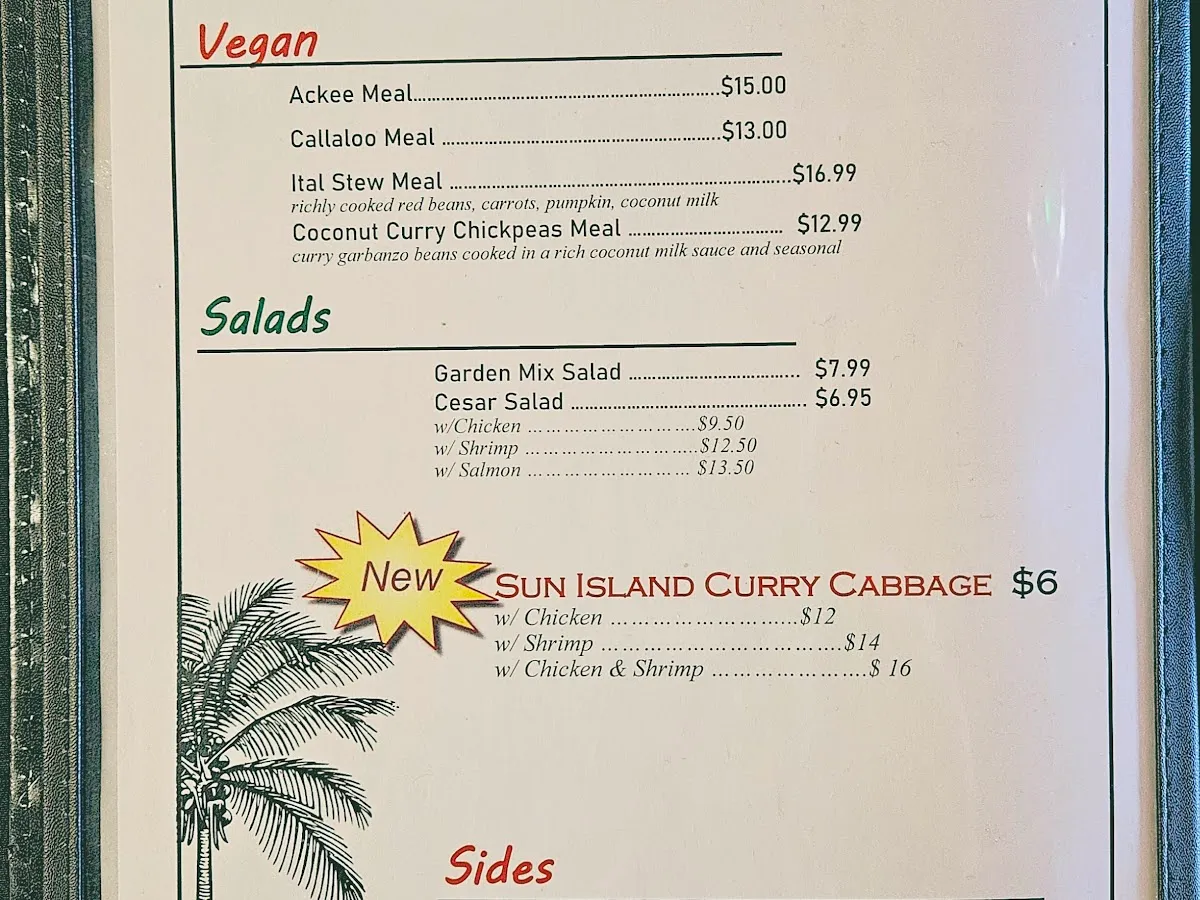 Vegan
Ackee Meal....................................................$15.00
Callaloo Meal ................................................$13.00
Ital Stew Meal ...........................................................$16.99
richly cooked red beans, carrots, pumpkin, coconut milk
Coconut Curry Chickpeas Meal ........................... $12.99
curry garbanzo beans cooked in a rich coconut milk sauce and seasonal
Salads
Garden Mix Salad .............................. $7.99
Cesar Salad ......................................... $6.95
w/Chicken ............................$9.50
w/ Shrimp ............................$12.50
w/ Salmon ........................... $13.50
New
SUN ISLAND CURRY CABBAGE $6
w/ Chicken ..........................$12
w/ Shrimp .................................$14
w/ Chicken & Shrimp .....................$ 16
Sides